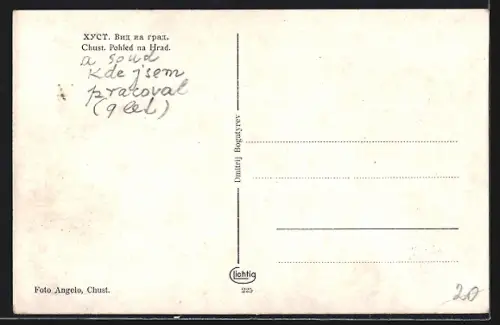 ХУСТ. Вид на град.
Chust. Pohled na Hrad.
a soud
kde jsem
pracoval
(9 let)
Dmitrij Bogatyrev
Lichtig
225
Foto Angelo, Chust.
20